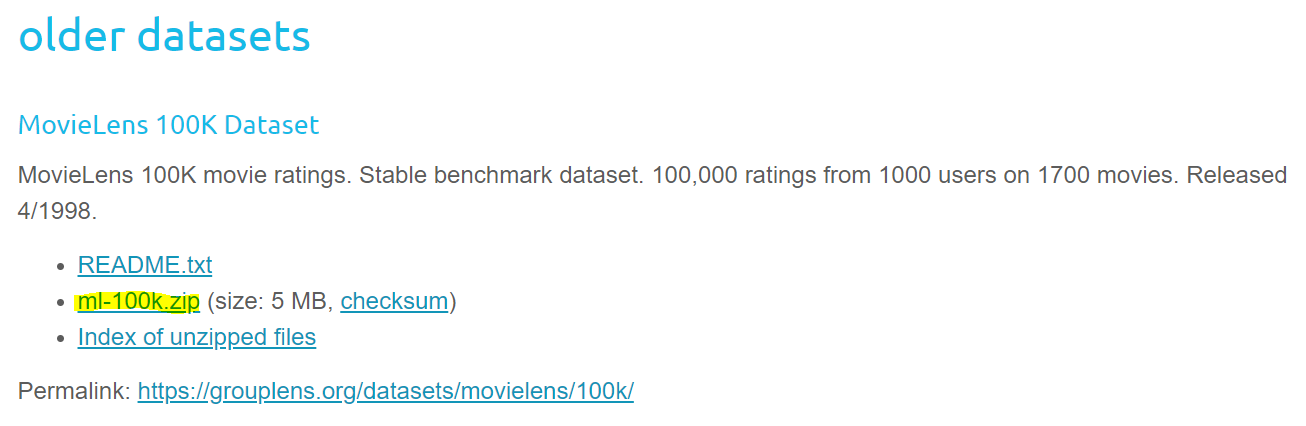 older datasets
MovieLens 100K Dataset
MovieLens 100K movie ratings. Stable benchmark dataset. 100,000 ratings from 1000 users on 1700 movies. Released
4/1998.
• README.txt
• ml-100k.zip (size: 5 MB, checksum)
• Index of unzipped files
Permalink: https://grouplens.org/datasets/movielens/100k/